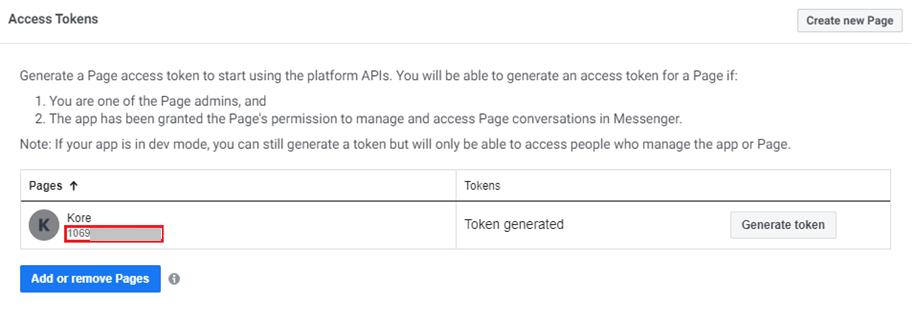 Access Tokens
Create new Page
Generate a Page access token to start using the platform APIs. You will be able to generate an access token for a Page if:
1. You are one of the Page admins, and
2. The app has been granted the Page's permission to manage and access Page conversations in Messenger.
Note: If your app is in dev mode, you can still generate a token but will only be able to access people who manage the app or Page.
Pages ↑
Tokens
K
Kore
1069
Token generated
Generate token
Add or remove Pages